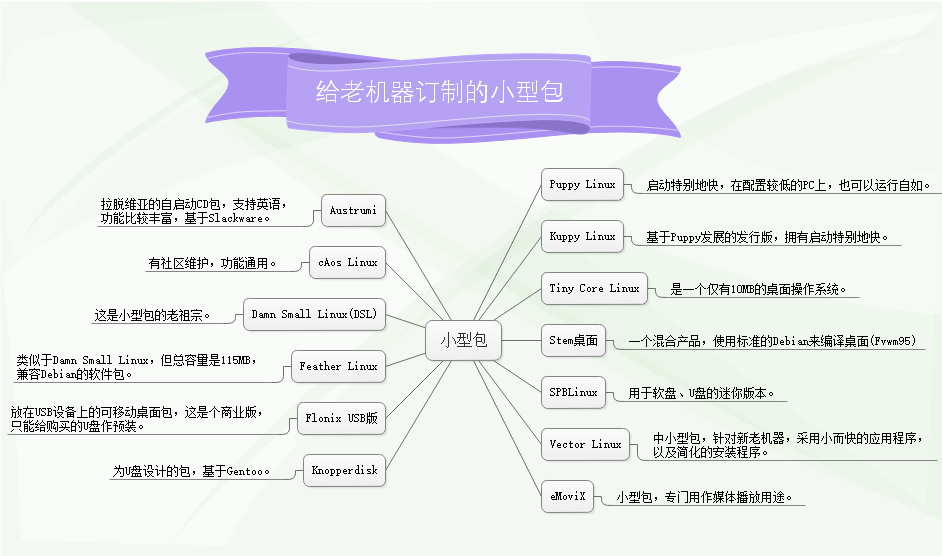 给老机器订制的小型包
小型包
Puppy Linux
启动特别地快，在配置较低的PC上，也可以运行自如。
Kuppy Linux
基于Puppy发展的发行版，拥有启动特别地快。
Tiny Core Linux
是一个仅有10MB的桌面操作系统。
Stem桌面
一个混合产品，使用标准的Debian来编译桌面(Fvwm95)
SPBLinux
用于软盘、U盘的迷你版本。
Vector Linux
中小型包，针对新老机器，采用小而快的应用程序，
以及简化的安装程序。
eMoviX
小型包，专门用作媒体播放用途。
Austrumi
拉脱维亚的自启动CD包，支持英语，
功能比较丰富，基于Slackware。
cAos Linux
有社区维护，功能通用。
Damn Small Linux(DSL)
这是小型包的老祖宗。
Feather Linux
类似于Damn Small Linux，但总容量是115MB，
兼容Debian的软件包。
Flonix USB版
放在USB设备上的可移动桌面包，这是个商业版，
只能给购买的U盘作预装。
Knopperdisk
为U盘设计的包，基于Gentoo。